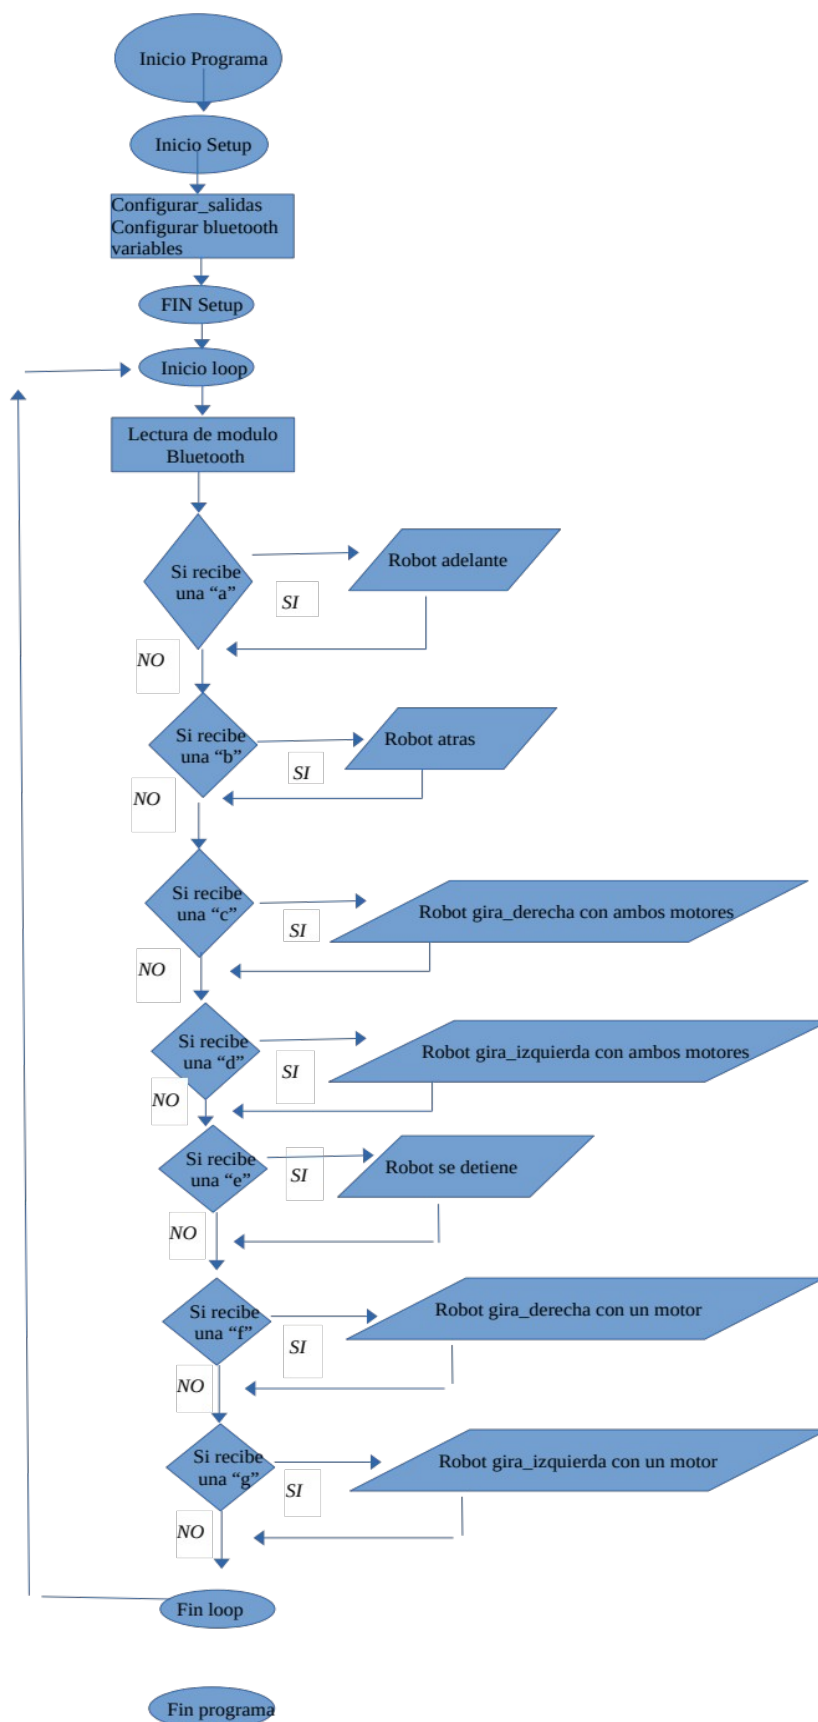 Inicio Programa
Inicio Setup
Configurar_salidas
Configurar bluetooth
variables
FIN Setup
Inicio loop
Lectura de modulo
Bluetooth
Si recibe
una “a”
SI
Robot adelante
NO
Si recibe
una “b”
SI
Robot atras
NO
Si recibe
una “c”
SI
Robot gira_derecha con ambos motores
NO
Si recibe
una “d”
SI
Robot gira_izquierda con ambos motores
NO
Si recibe
una “e”
SI
Robot se detiene
NO
Si recibe
una “f”
SI
Robot gira_derecha con un motor
NO
Si recibe
una “g”
SI
Robot gira_izquierda con un motor
NO
Fin loop
Fin programa